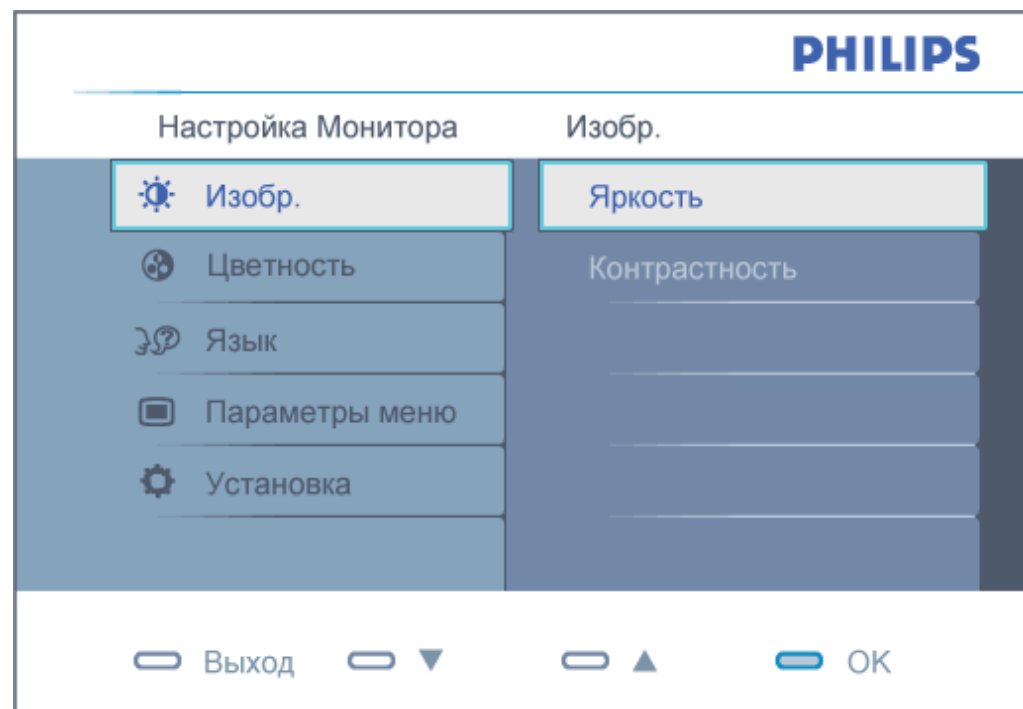 PHILIPS
Настройка Монитора Изобр.
Изобр. Яркость
Цветность Контрастность
Язык
Параметры меню
Установка
Выход ▼ ▲ OK